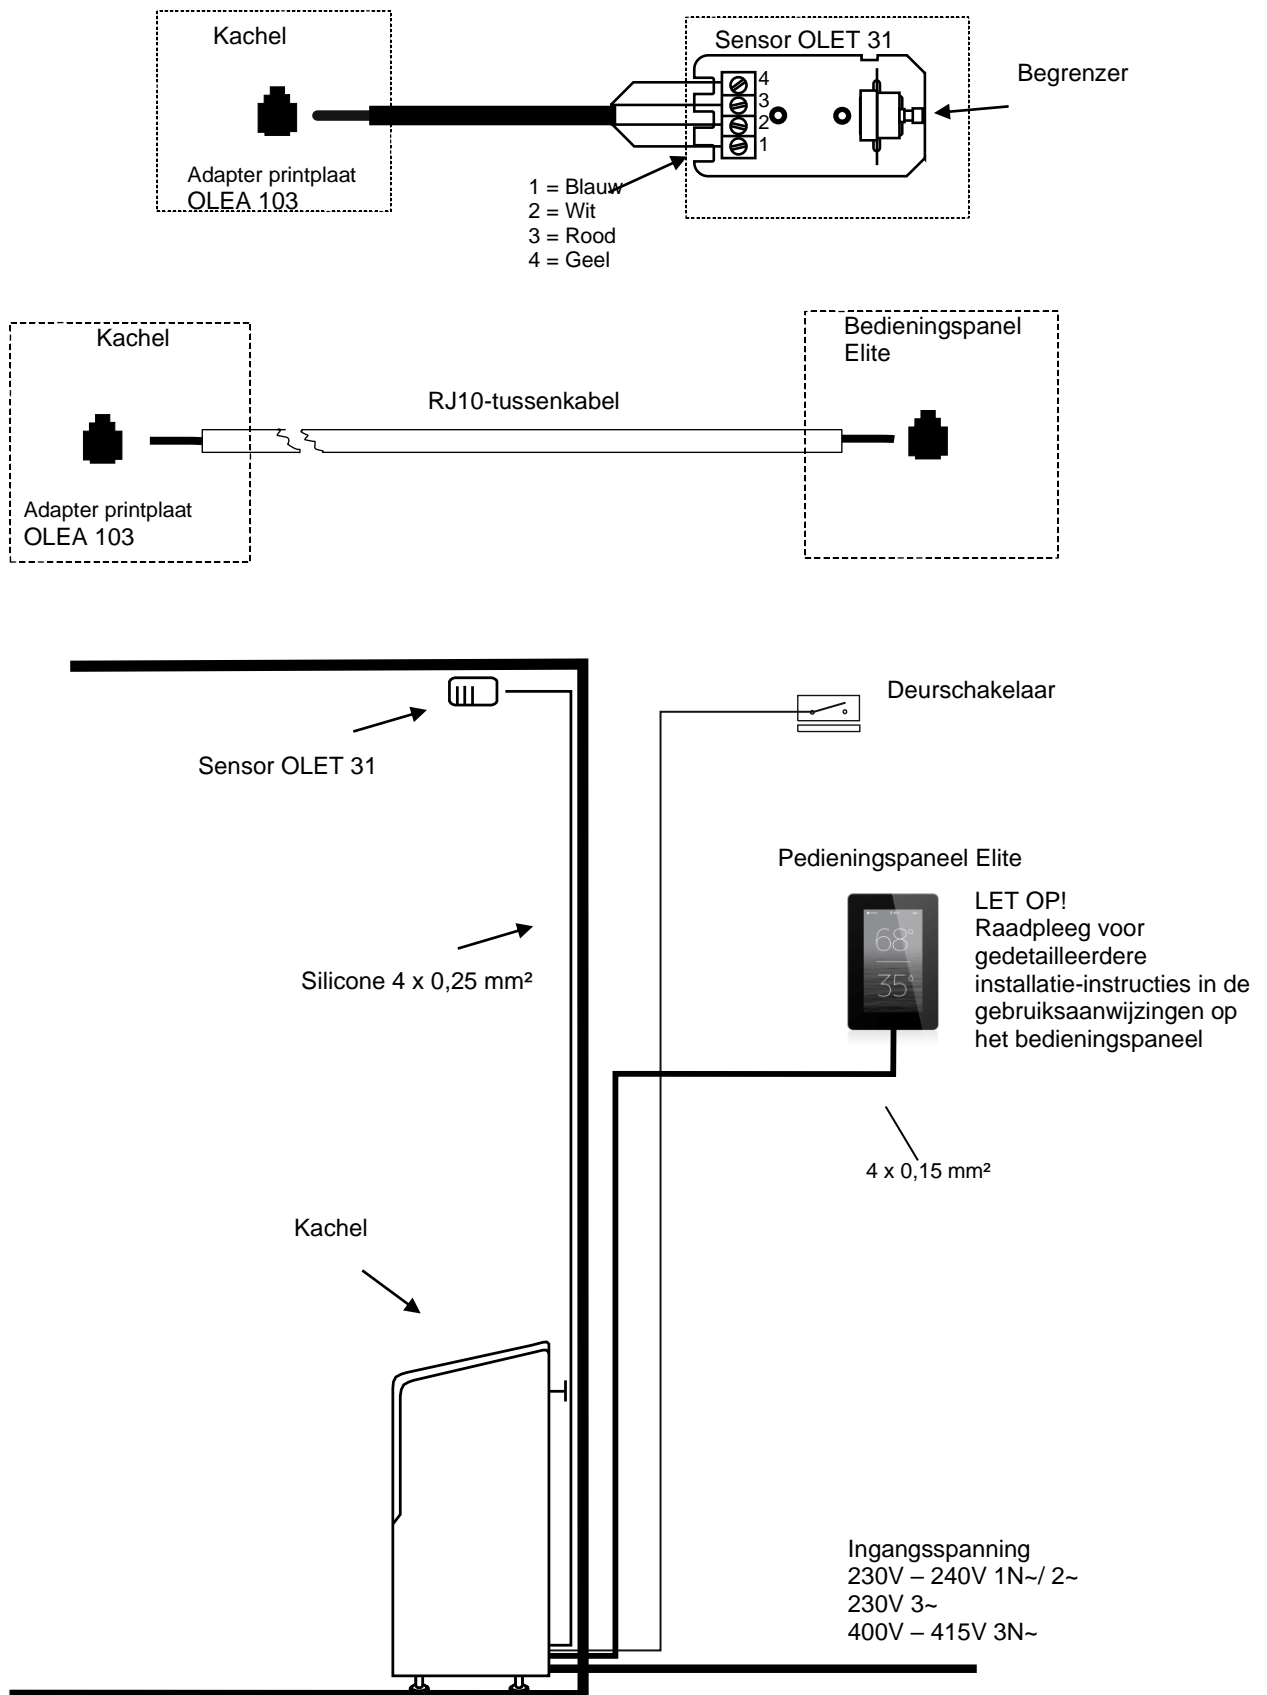 Kachel
Adapter printplaat
OLEA 103
Sensor OLET 31
4
3
2
1
Begrenzer
1 = Blauw
2 = Wit
3 = Rood
4 = Geel
Kachel
Adapter printplaat
OLEA 103
RJ10-tussenkabel
Bedieningspanel
Elite
Sensor OLET 31
Deurschakelaar
Silicone 4 x 0,25 mm²
Pedieningspaneel Elite
68°
35°
LET OP!
Raadpleeg voor
gedetailleerdere
installatie-instructies in de
gebruiksaanwijzingen op
het bedieningspaneel
4 x 0,15 mm²
Kachel
Ingangsspanning
230V – 240V 1N~/ 2~
230V 3~
400V – 415V 3N~